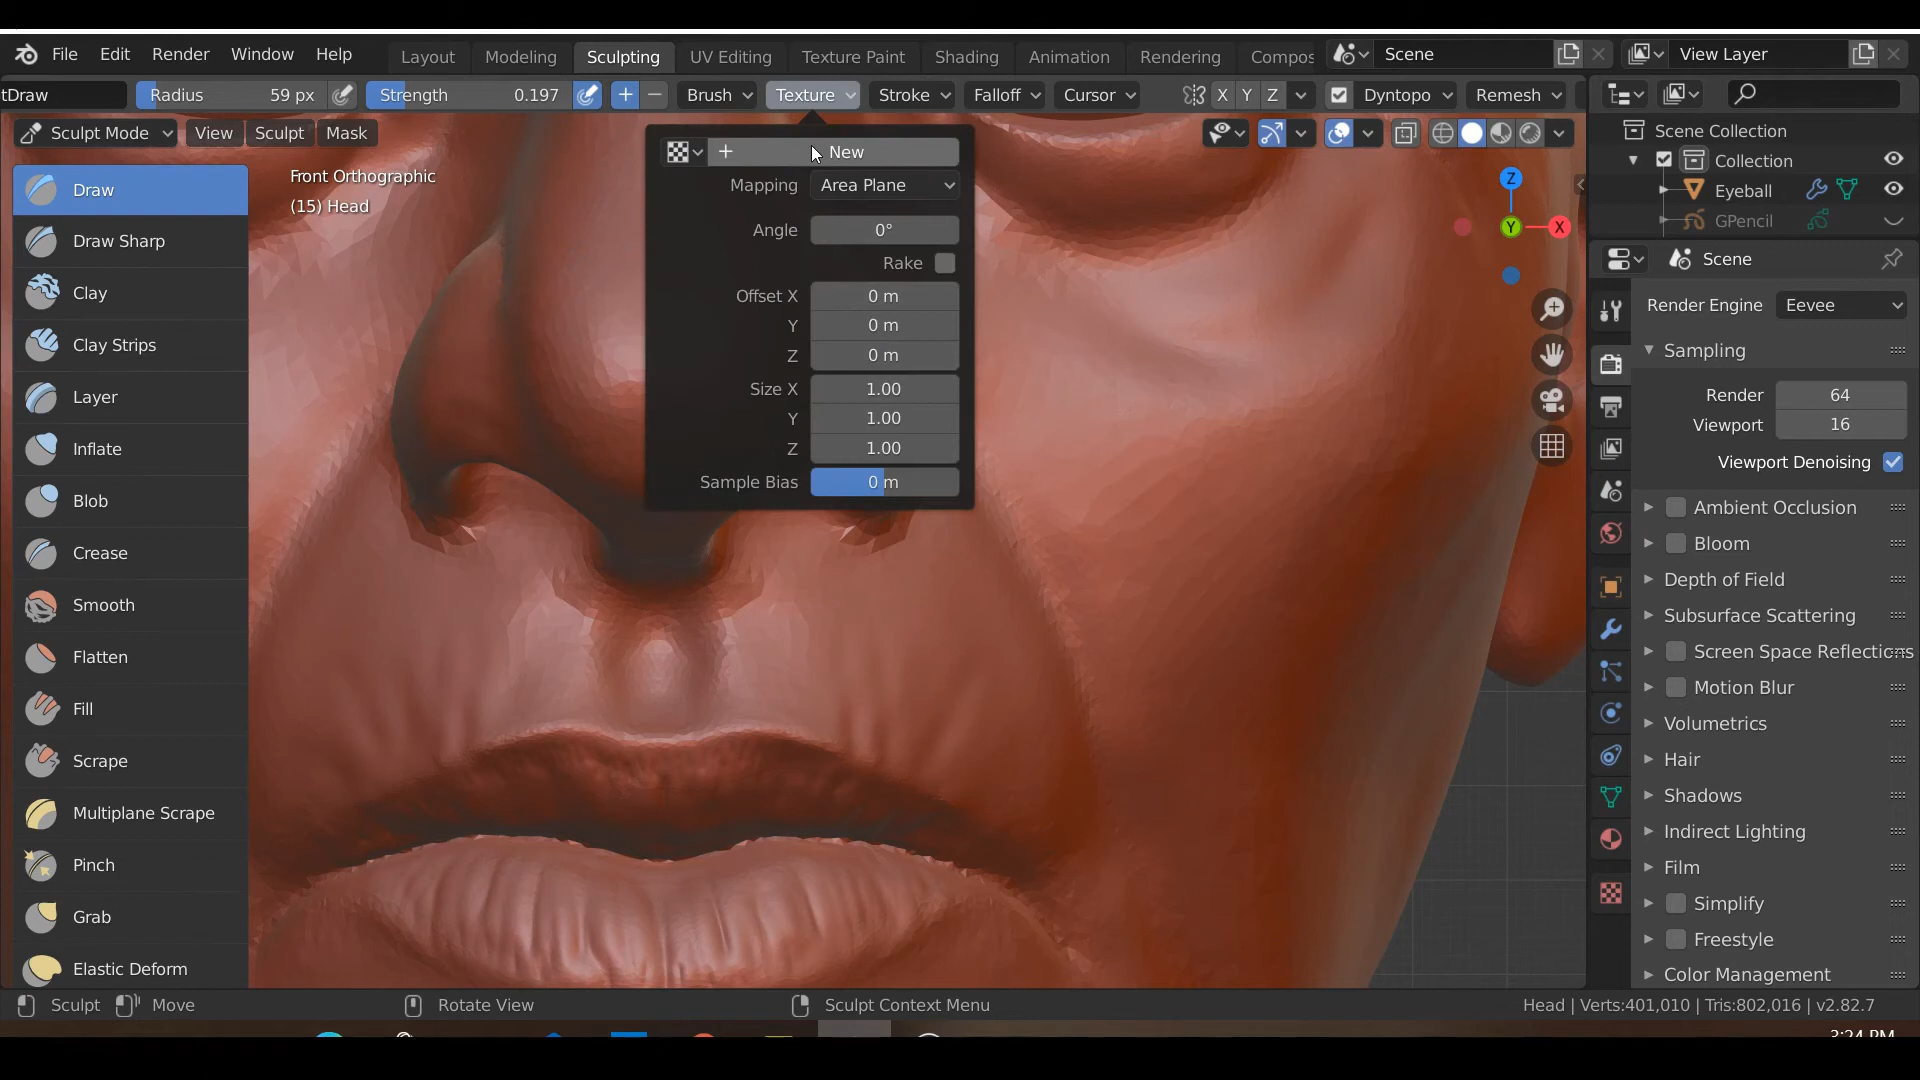 File Edit Render Window Help Layout Modeling Sculpting UV Editing Texture Paint Shading Animation Rendering Compos Scene View Layer
tDraw Radius 59 px Strength 0.197 Brush Texture Stroke Falloff Cursor X Y Z Dyntopo Remesh
Sculpt Mode View Sculpt Mask
Draw
Draw Sharp
Clay
Clay Strips
Layer
Inflate
Blob
Crease
Smooth
Flatten
Fill
Scrape
Multiplane Scrape
Pinch
Grab
Elastic Deform
Front Orthographic
(15) Head
New
Mapping Area Plane
Angle 0°
Rake
Offset X 0 m
Y 0 m
Z 0 m
Size X 1.00
Y 1.00
Z 1.00
Sample Bias 0 m
Z
Y X
Scene Collection
Collection
Eyeball
GPencil
Scene
Render Engine Eevee
Sampling
Render 64
Viewport 16
Viewport Denoising
Ambient Occlusion
Bloom
Depth of Field
Subsurface Scattering
Screen Space Reflections
Motion Blur
Volumetrics
Hair
Shadows
Indirect Lighting
Film
Simplify
Freestyle
Color Management
Sculpt Move Rotate View Sculpt Context Menu Head | Verts:401,010 | Tris:802,016 | v2.82.7
3:24 PM